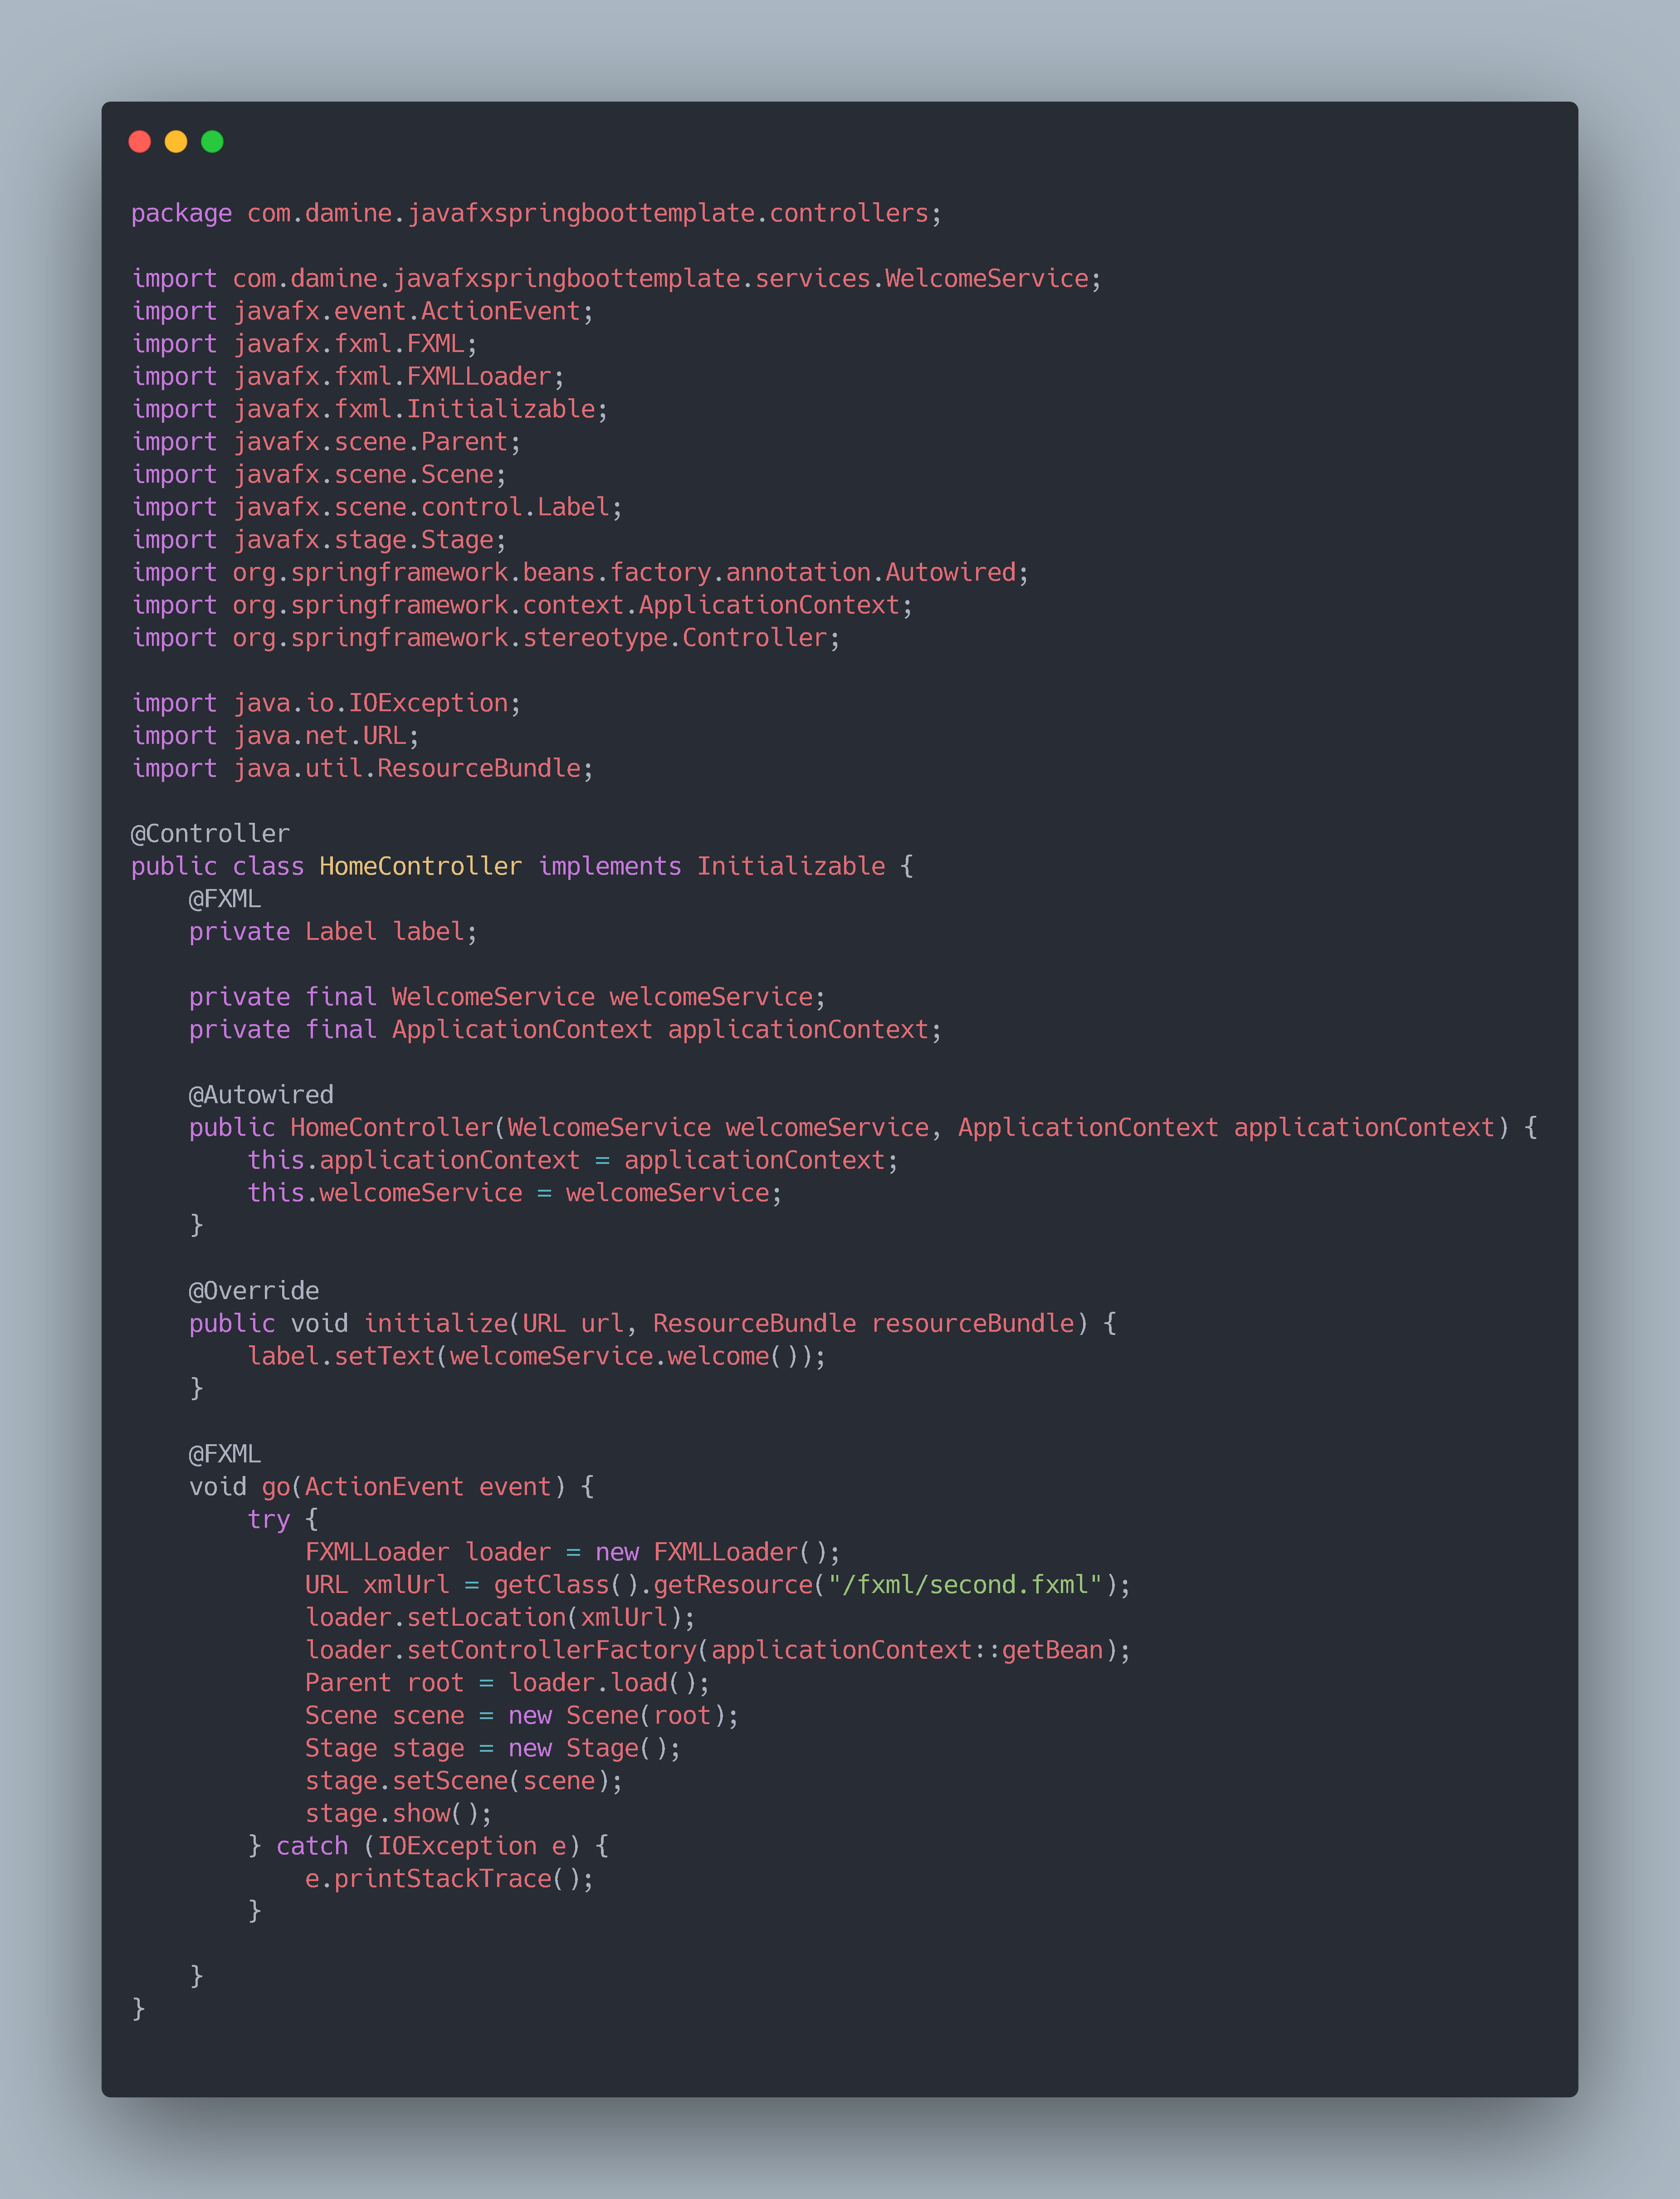 package com.damine.javafxspringboottemplate.controllers;

import com.damine.javafxspringboottemplate.services.WelcomeService;
import javafx.event.ActionEvent;
import javafx.fxml.FXML;
import javafx.fxml.FXMLLoader;
import javafx.fxml.Initializable;
import javafx.scene.Parent;
import javafx.scene.Scene;
import javafx.scene.control.Label;
import javafx.stage.Stage;
import org.springframework.beans.factory.annotation.Autowired;
import org.springframework.context.ApplicationContext;
import org.springframework.stereotype.Controller;

import java.io.IOException;
import java.net.URL;
import java.util.ResourceBundle;

@Controller
public class HomeController implements Initializable {
    @FXML
    private Label label;

    private final WelcomeService welcomeService;
    private final ApplicationContext applicationContext;

    @Autowired
    public HomeController(WelcomeService welcomeService, ApplicationContext applicationContext) {
        this.applicationContext = applicationContext;
        this.welcomeService = welcomeService;
    }

    @Override
    public void initialize(URL url, ResourceBundle resourceBundle) {
        label.setText(welcomeService.welcome());
    }

    @FXML
    void go(ActionEvent event) {
        try {
            FXMLLoader loader = new FXMLLoader();
            URL xmlUrl = getClass().getResource("/fxml/second.fxml");
            loader.setLocation(xmlUrl);
            loader.setControllerFactory(applicationContext::getBean);
            Parent root = loader.load();
            Scene scene = new Scene(root);
            Stage stage = new Stage();
            stage.setScene(scene);
            stage.show();
        } catch (IOException e) {
            e.printStackTrace();
        }

    }
}